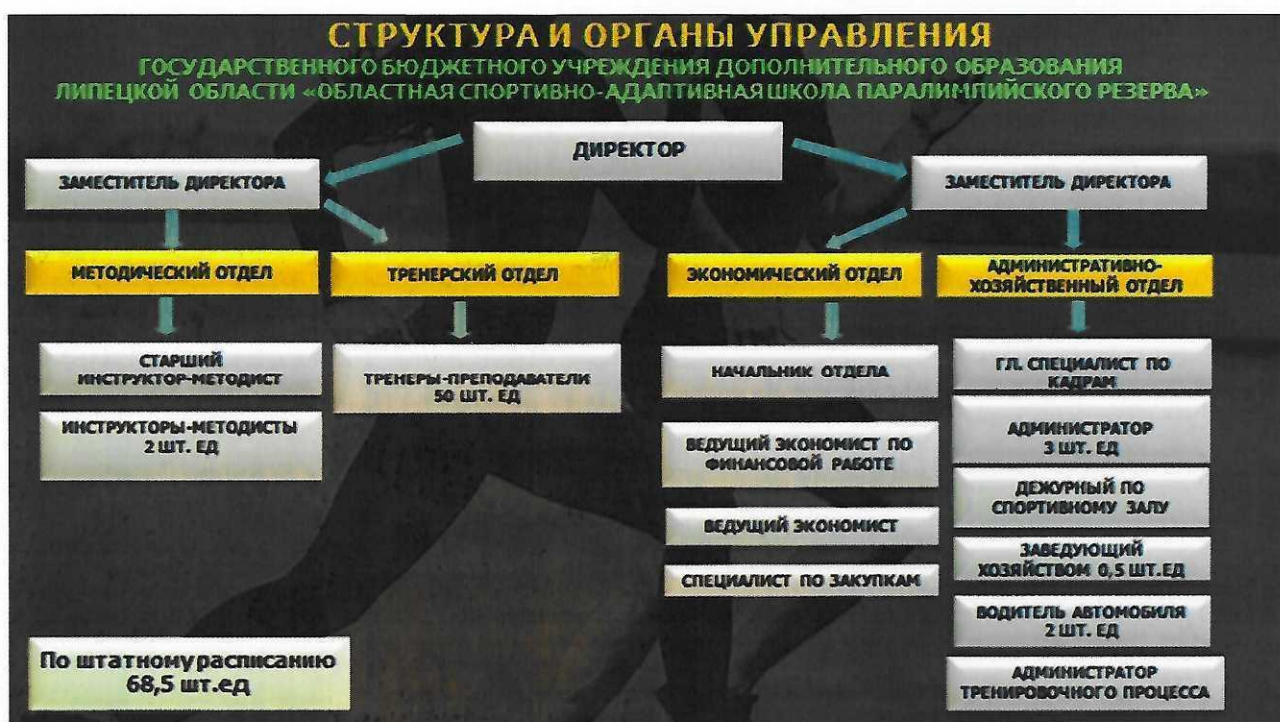 СТРУКТУРА И ОРГАНЫ УПРАВЛЕНИЯ
ГОСУДАРСТВЕННОГО БЮДЖЕТНОГО УЧРЕЖДЕНИЯ ДОПОЛНИТЕЛЬНОГО ОБРАЗОВАНИЯ
ЛИПЕЦКОЙ ОБЛАСТИ «ОБЛАСТНАЯ СПОРТИВНО-АДАПТИВНАЯ ШКОЛА ПАРАЛИМПИЙСКОГО РЕЗЕРВА»
ДИРЕКТОР
ЗАМЕСТИТЕЛЬ ДИРЕКТОРА
ЗАМЕСТИТЕЛЬ ДИРЕКТОРА
МЕТОДИЧЕСКИЙ ОТДЕЛ
ТРЕНЕРСКИЙ ОТДЕЛ
ЭКОНОМИЧЕСКИЙ ОТДЕЛ
АДМИНИСТРАТИВНО-
ХОЗЯЙСТВЕННЫЙ ОТДЕЛ
СТАРШИЙ
ИНСТРУКТОР-МЕТОДИСТ
ИНСТРУКТОРЫ-МЕТОДИСТЫ
2 ШТ. ЕД
ТРЕНЕРЫ-ПРЕПОДАВАТЕЛИ
50 ШТ. ЕД
НАЧАЛЬНИК ОТДЕЛА
ВЕДУЩИЙ ЭКОНОМИСТ ПО
ФИНАНСОВОЙ РАБОТЕ
ВЕДУЩИЙ ЭКОНОМИСТ
СПЕЦИАЛИСТ ПО ЗАКУПКАМ
ГЛ. СПЕЦИАЛИСТ ПО
КАДРАМ
АДМИНИСТРАТОР
3 ШТ. ЕД
ДЕЖУРНЫЙ ПО
СПОРТИВНОМУ ЗАЛУ
ЗАВЕДУЮЩИЙ
ХОЗЯЙСТВОМ 0,5 ШТ.ЕД
ВОДИТЕЛЬ АВТОМОБИЛЯ
2 ШТ. ЕД
АДМИНИСТРАТОР
ТРЕНИРОВОЧНОГО ПРОЦЕССА
По штатному расписанию
68,5 шт.ед